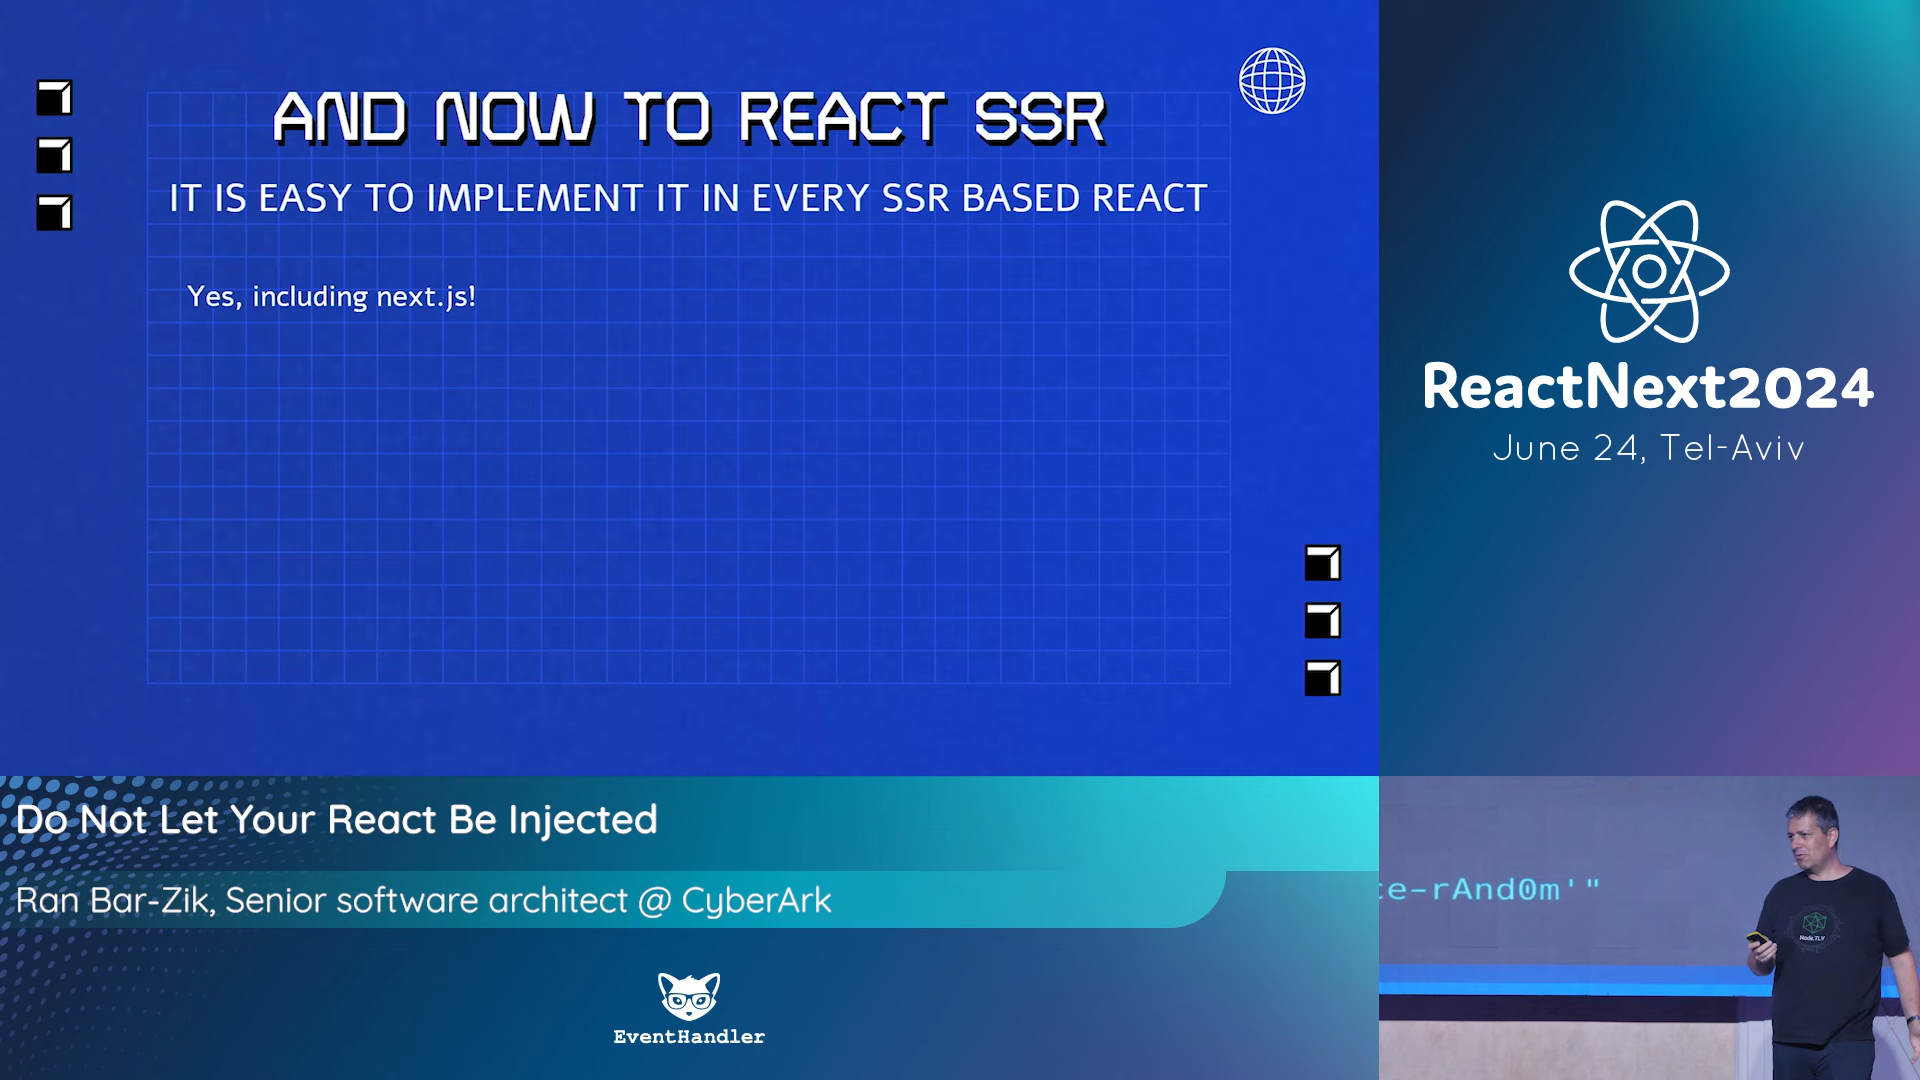 AND NOW TO REACT SSR
IT IS EASY TO IMPLEMENT IT IN EVERY SSR BASED REACT
Yes, including next.js!
ReactNext2024
June 24, Tel-Aviv
Do Not Let Your React Be Injected
Ran Bar-Zik, Senior software architect @ CyberArk
ce-rAnd0m'"
Node.TLV
EventHandler